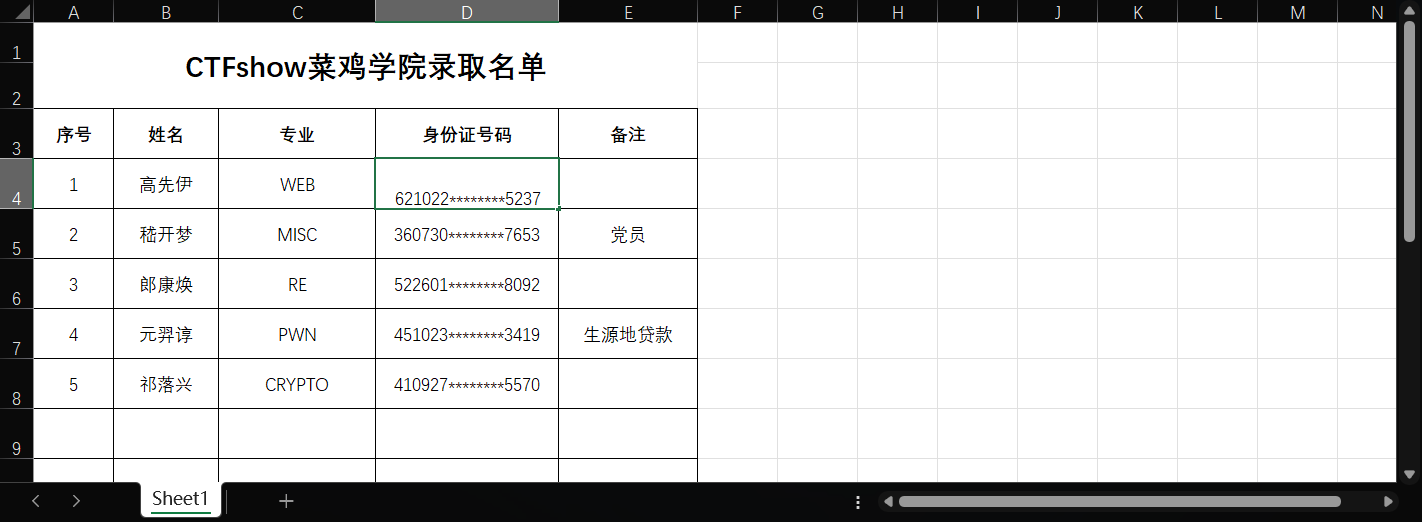 A B C D E F G H I J K L M N
1 CTFshow菜鸡学院录取名单
2
3 序号 姓名 专业 身份证号码 备注
4 1 高先伊 WEB 621022********5237
5 2 嵇开梦 MISC 360730********7653 党员
6 3 郎康焕 RE 522601********8092
7 4 元羿谆 PWN 451023********3419 生源地贷款
8 5 祁落兴 CRYPTO 410927********5570
9
Sheet1